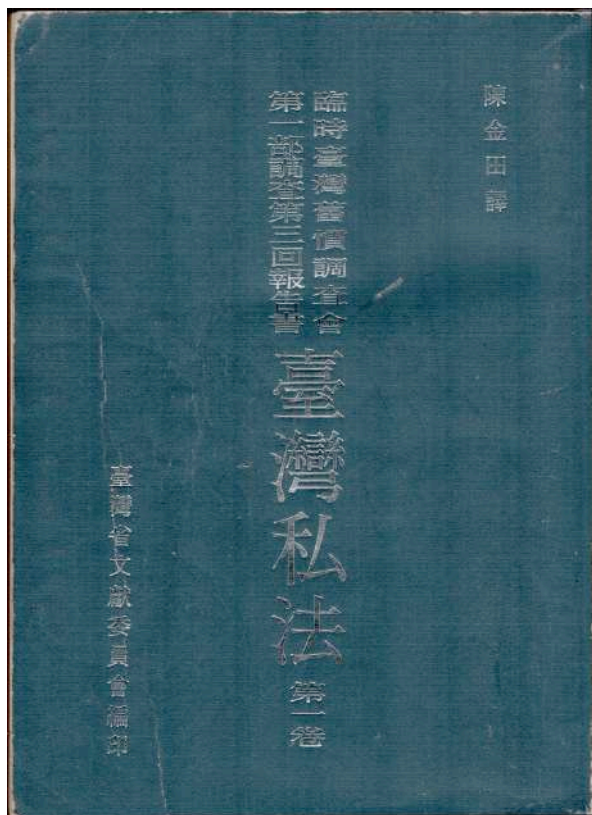 陳金田譯
臨時臺灣舊慣調查會
第一部調查第三回報告書
臺灣私法 第一卷
臺灣省文獻委員會編印